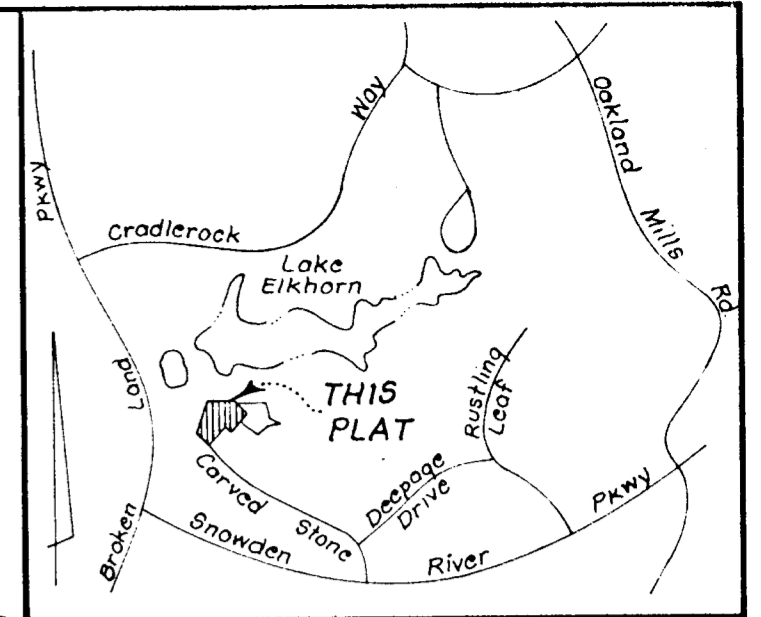 Way
Oakland Mills Rd.
Pkwy
Cradlerock
Lake
Elkhorn
Land
THIS
PLAT
Rustling
Leaf
Carved Stone
Deepage
Drive
Pkwy
Snowden River
Broken